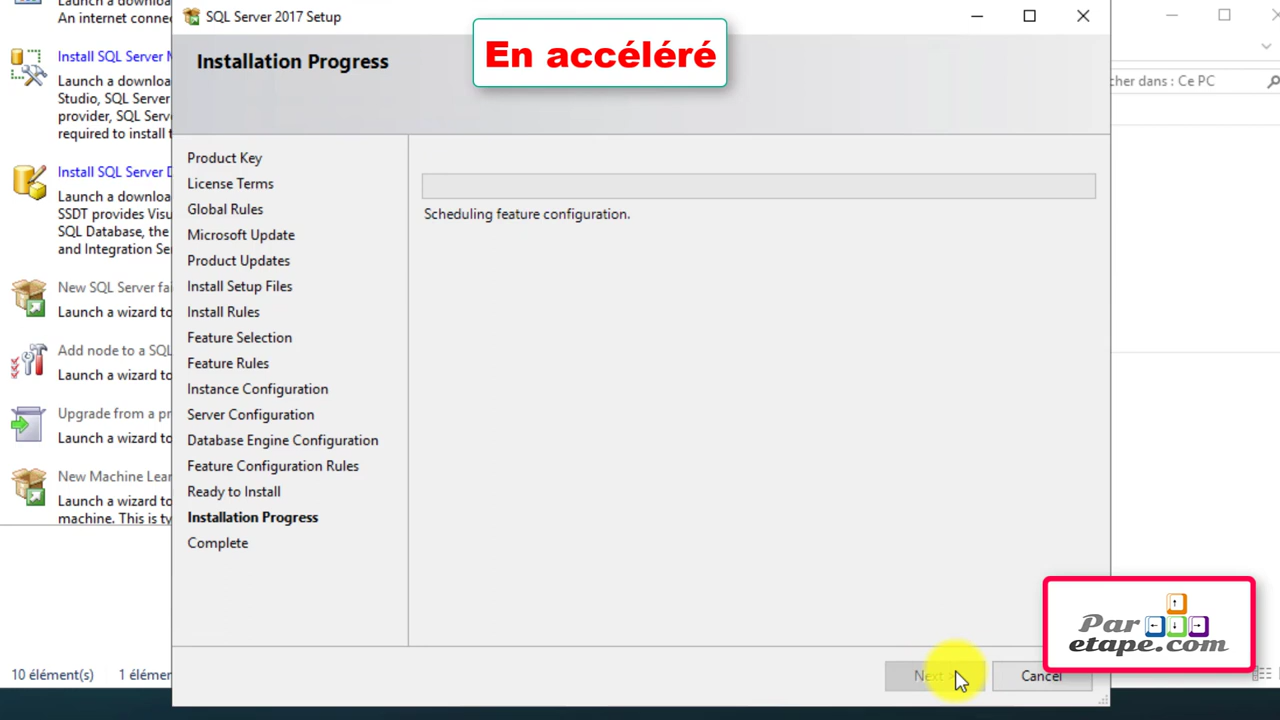 An internet conne
SQL Server 2017 Setup
En accéléré
Installation Progress
Install SQL Server
Launch a downloa
Studio, SQL Server
provider, SQL Serv
required to install t
cher dans : Ce PC
Product Key
License Terms
Global Rules
Microsoft Update
Product Updates
Install Setup Files
Install Rules
Feature Selection
Feature Rules
Instance Configuration
Server Configuration
Database Engine Configuration
Feature Configuration Rules
Ready to Install
Installation Progress
Complete
Scheduling feature configuration.
Install SQL Server D
Launch a downloa
SSDT provides Visu
SQL Database, the
and Integration Se
New SQL Server fai
Launch a wizard to
Add node to a SQL
Launch a wizard to
Upgrade from a pr
Launch a wizard to
New Machine Lear
Launch a wizard to
machine. This is ty
10 élément(s)
1 élém
Next >
Cancel
Par
etape.com